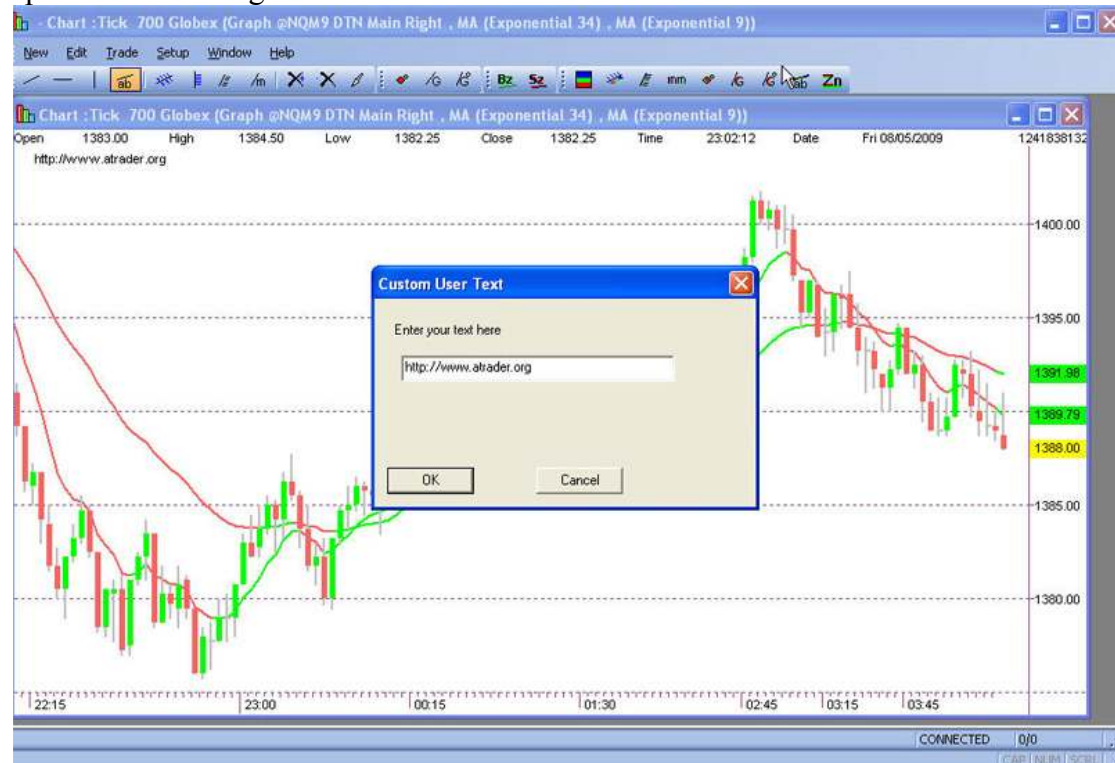 - Chart :Tick 700 Globex (Graph @NQM9 DTN Main Right , MA (Exponential 34) , MA (Exponential 9))
New Edit Trade Setup Window Help
ab Bz Sz mm Zn
Chart :Tick 700 Globex (Graph @NQM9 DTN Main Right , MA (Exponential 34) , MA (Exponential 9))
Open 1383.00 High 1384.50 Low 1382.25 Close 1382.25 Time 23:02:12 Date Fri 08/05/2009 1241838132
http://www.atrader.org
1400.00
Custom User Text
Enter your text here
1395.00
http://www.atrader.org
1391.98
1389.79
1388.00
OK Cancel
1385.00
1380.00
22:15 23:00 00:15 01:30 02:45 03:15 03:45
CONNECTED 0/0
CAP NUM SCRL